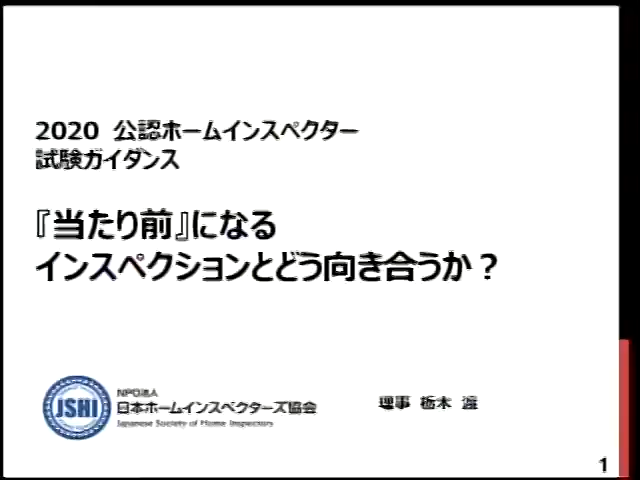 2020 公認ホームインスペクター
試験ガイダンス
『当たり前』になる
インスペクションとどう向き合うか？
JSHI
NPO法人
日本ホームインスペクターズ協会
Japanese Society of Home Inspectors
理事 栃木 渡
1